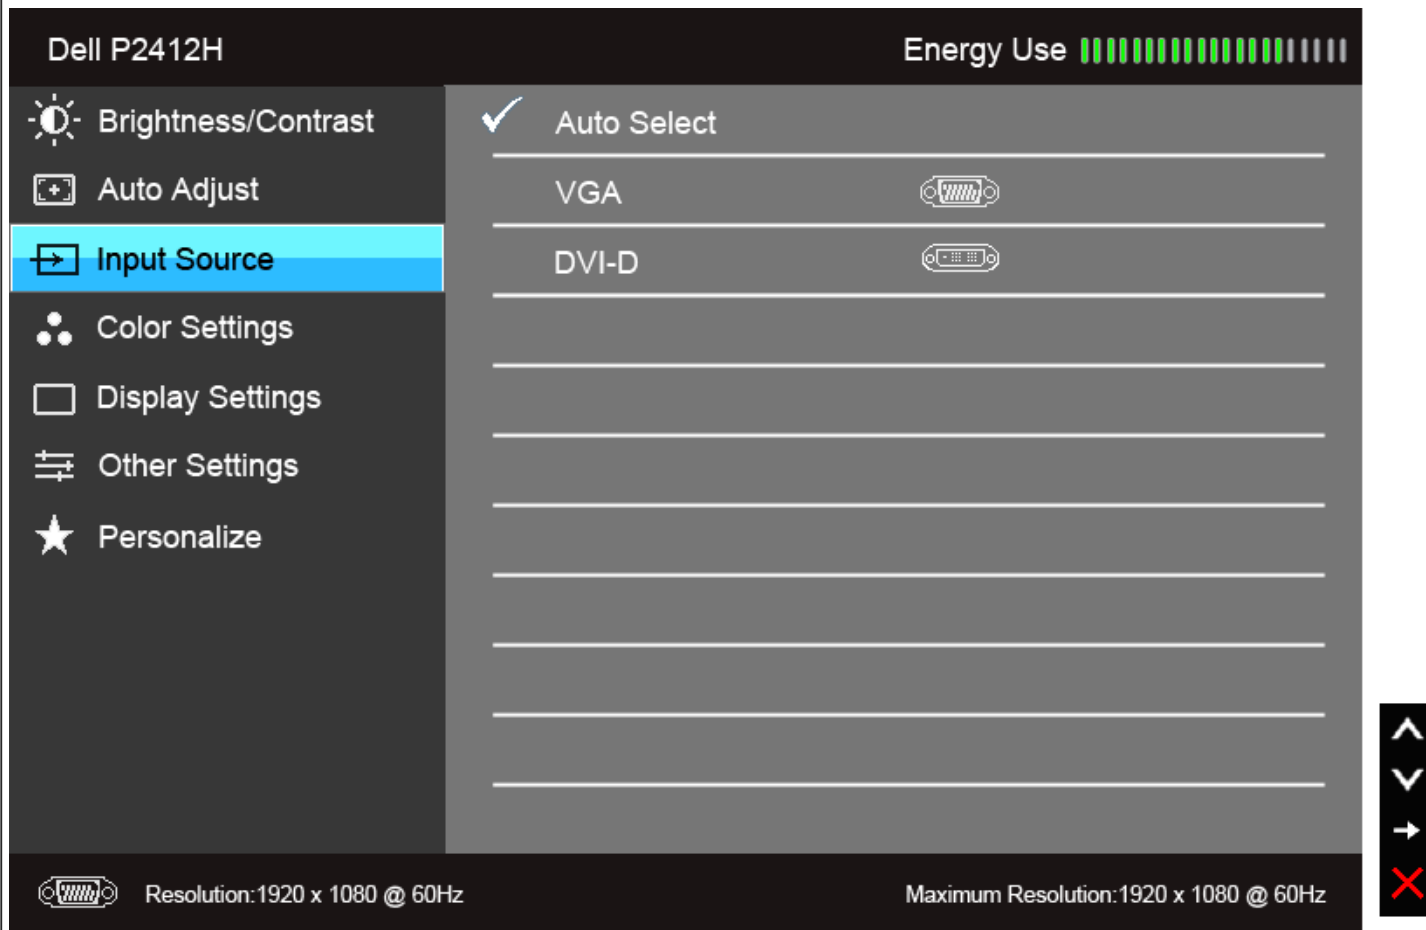 Dell P2412H
Energy Use
Brightness/Contrast
Auto Adjust
Input Source
Color Settings
Display Settings
Other Settings
Personalize
Auto Select
VGA
DVI-D
Resolution:1920 x 1080 @ 60Hz
Maximum Resolution:1920 x 1080 @ 60Hz